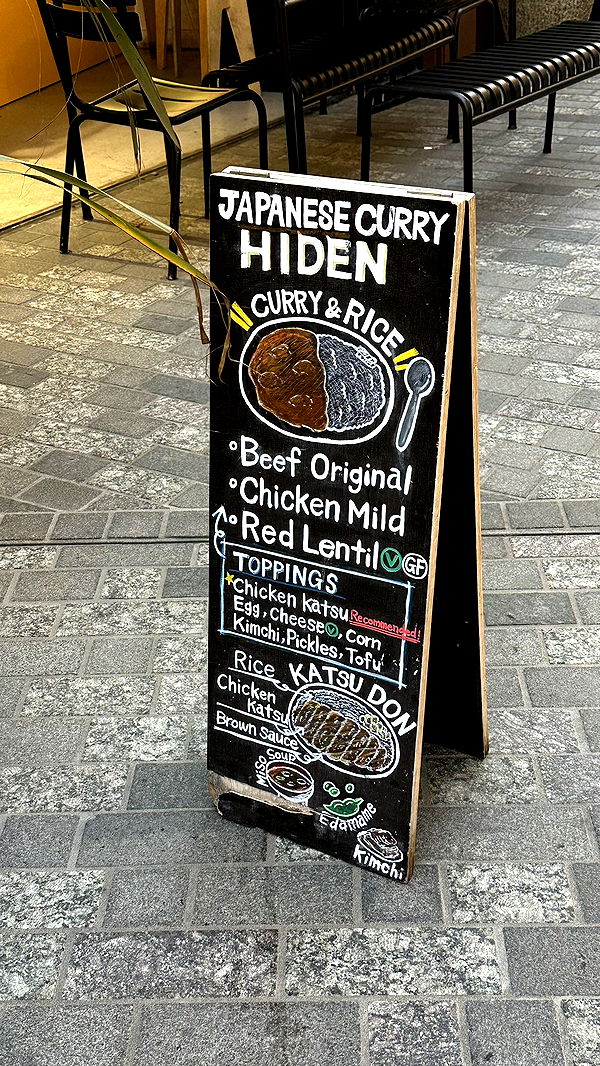 JAPANESE CURRY
HIDEN
CURRY & RICE
Beef Original
Chicken Mild
Red Lentil V GF
TOPPINGS
Chicken katsu Recommended!
Egg, Cheese V, Corn
Kimchi, Pickles, Tofu
KATSU DON
Rice
Chicken
Katsu
Brown Sauce
Miso Soup
Edamame
Kimchi